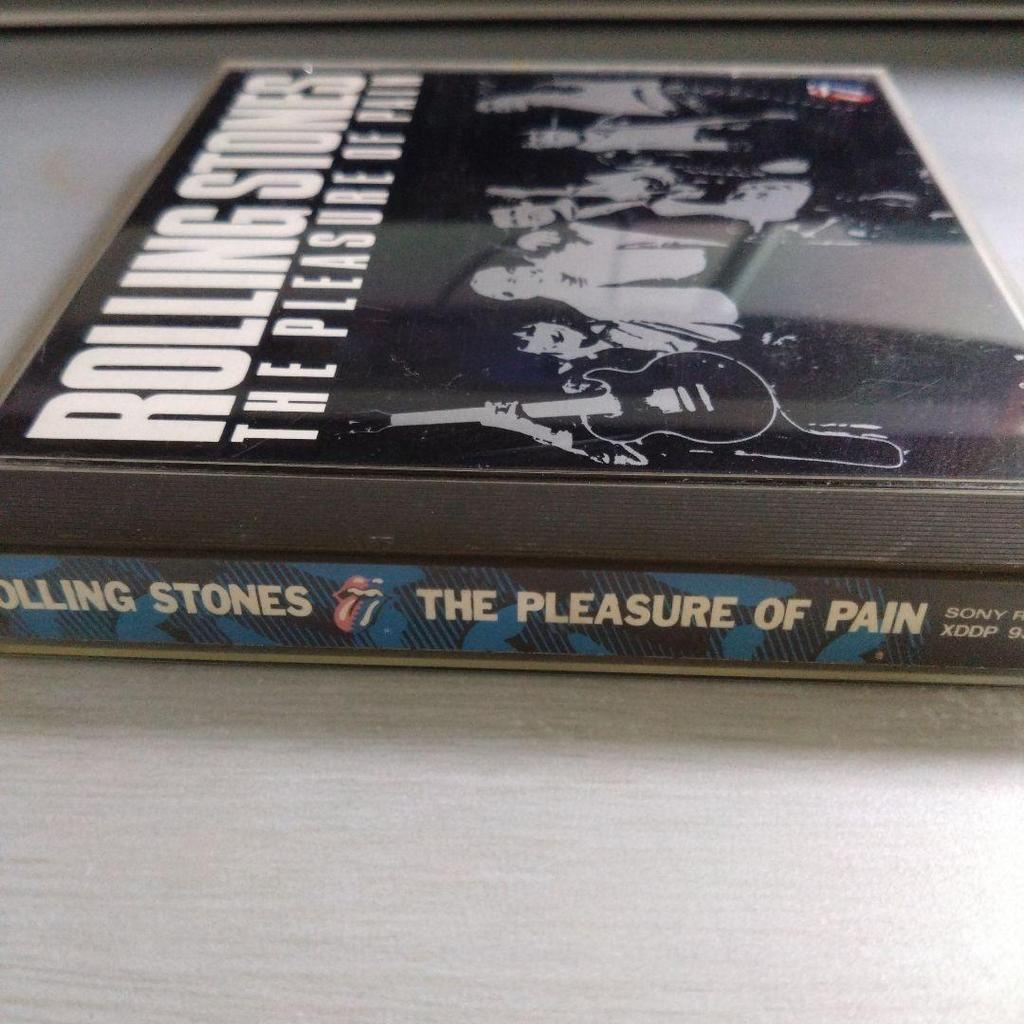 ROLLING STONES
THE PLEASURE OF PAIN
OLLING STONES THE PLEASURE OF PAIN SONY
XDDP